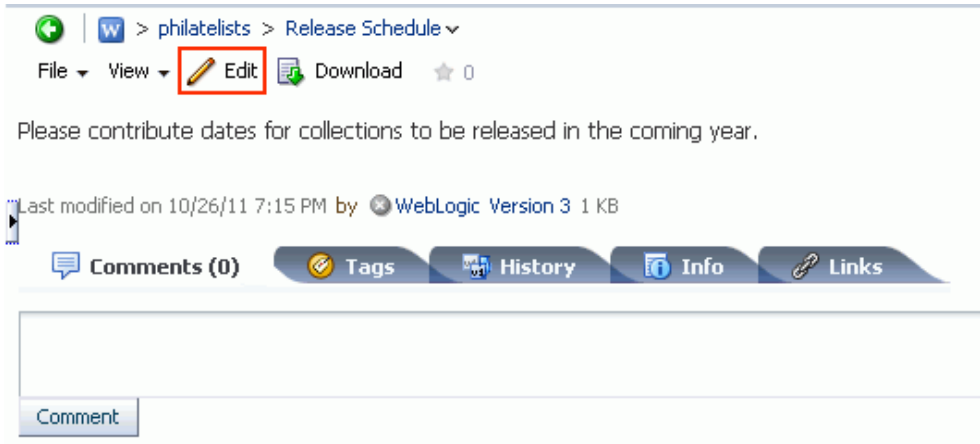 W > philatelists > Release Schedule
File View Edit Download 0
Please contribute dates for collections to be released in the coming year.
Last modified on 10/26/11 7:15 PM by WebLogic Version 3 1 KB
Comments (0) Tags History Info Links
Comment